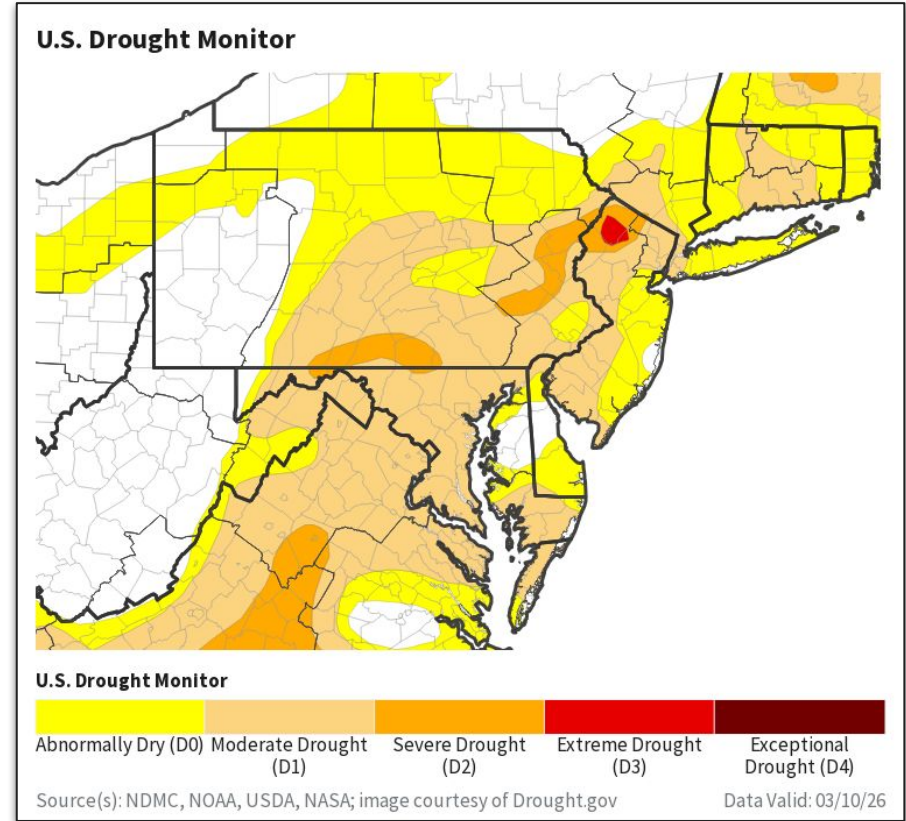 U.S. Drought Monitor
U.S. Drought Monitor
Abnormally Dry (D0) Moderate Drought Severe Drought Extreme Drought Exceptional
(D1) (D2) (D3) Drought (D4)
Source(s): NDMC, NOAA, USDA, NASA; image courtesy of Drought.gov Data Valid: 03/10/26